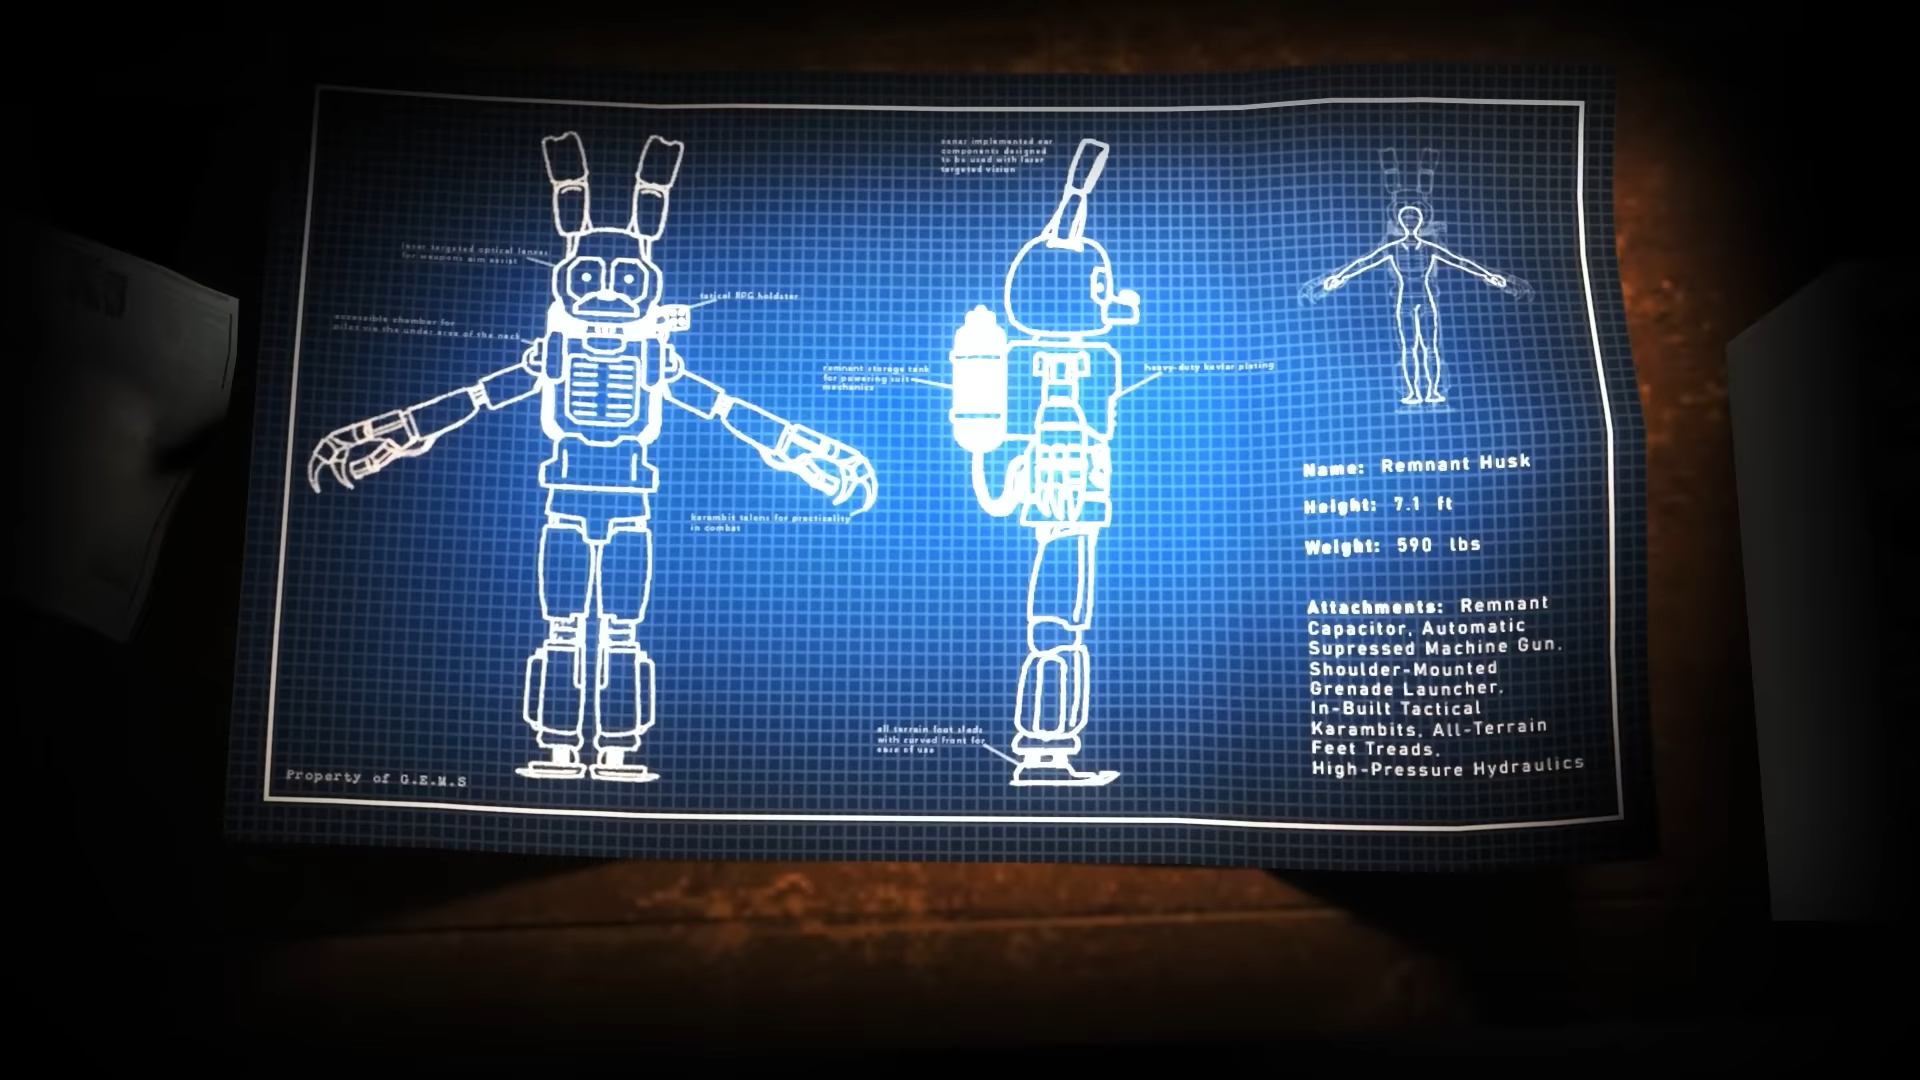 sonar implemented ear
components designed
to be used with laser
targeted vision
laser targeted optical lenses
for weapons aim assist
tatical RPG holdster
accessible chamber for
pilot via the under area of the neck
remnant storage tank
for powering suit
mechanics
heavy-duty kevlar plating
karambit talons for practicality
in combat
all terrain foot sleds
with curved front for
ease of use
Property of G.E.M.S
Name: Remnant Husk
Height: 7.1 ft
Weight: 590 lbs
Attachments: Remnant
Capacitor, Automatic
Supressed Machine Gun,
Shoulder-Mounted
Grenade Launcher,
In-Built Tactical
Karambits, All-Terrain
Feet Treads,
High-Pressure Hydraulics